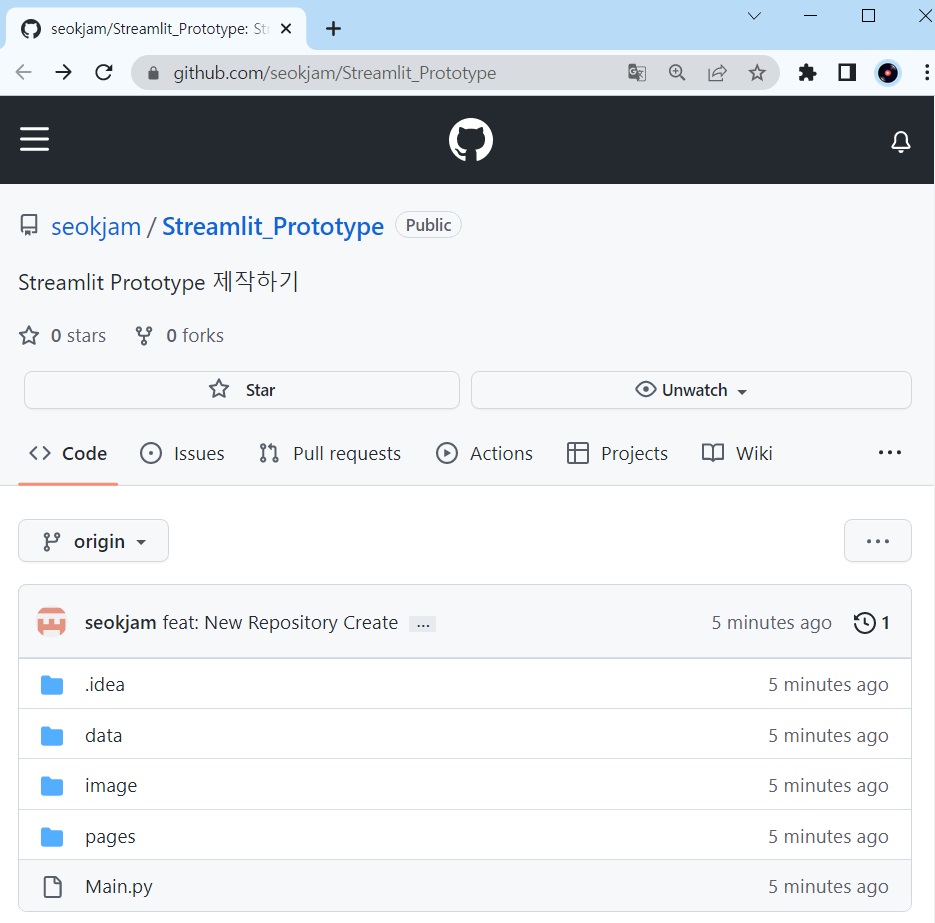 seokjam/Streamlit_Prototype: St
github.com/seokjam/Streamlit_Prototype
seokjam / Streamlit_Prototype Public
Streamlit Prototype 제작하기
0 stars 0 forks
Star Unwatch
Code Issues Pull requests Actions Projects Wiki ...
origin ...
seokjam feat: New Repository Create ... 5 minutes ago 1
.idea 5 minutes ago
data 5 minutes ago
image 5 minutes ago
pages 5 minutes ago
Main.py 5 minutes ago